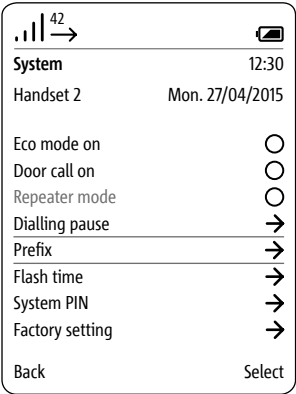 42
System 12:30
Handset 2 Mon. 27/04/2015
Eco mode on
Door call on
Repeater mode
Dialling pause
Prefix
Flash time
System PIN
Factory setting
Back Select